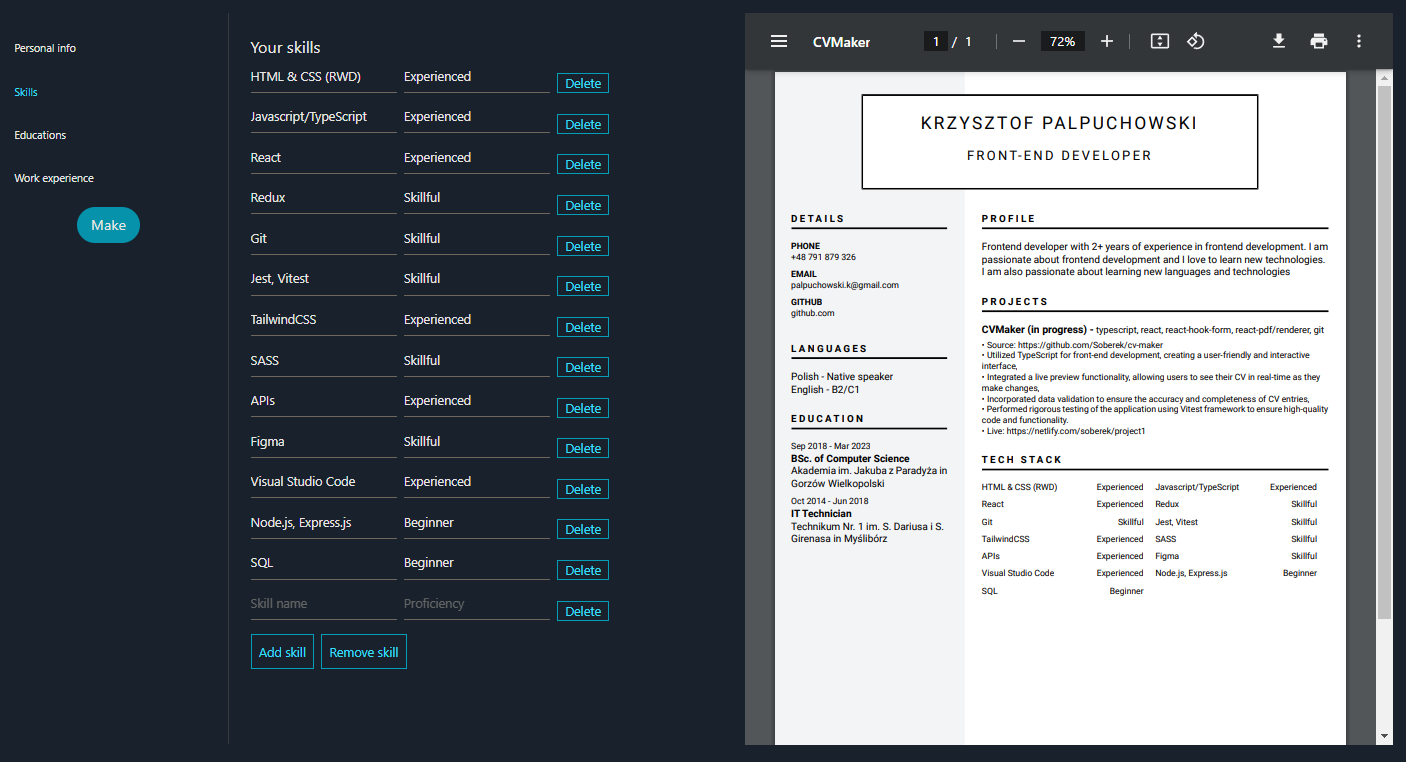 Personal info
Skills
Educations
Work experience
Make
Your skills
HTML & CSS (RWD) Experienced Delete
Javascript/TypeScript Experienced Delete
React Experienced Delete
Redux Skillful Delete
Git Skillful Delete
Jest, Vitest Skillful Delete
TailwindCSS Experienced Delete
SASS Skillful Delete
APIs Experienced Delete
Figma Skillful Delete
Visual Studio Code Experienced Delete
Node.js, Express.js Beginner Delete
SQL Beginner Delete
Skill name Proficiency Delete
Add skill Remove skill
CVMaker 1 / 1 72%
KRZYSZTOF PALPUCHOWSKI
FRONT-END DEVELOPER
DETAILS
PHONE
+48 791 879 326
EMAIL
palpuchowski.k@gmail.com
GITHUB
github.com
LANGUAGES
Polish - Native speaker
English - B2/C1
EDUCATION
Sep 2018 - Mar 2023
BSc. of Computer Science
Akademia im. Jakuba z Paradyża in
Gorzów Wielkopolski
Oct 2014 - Jun 2018
IT Technician
Technikum Nr. 1 im. S. Dariusa i S.
Girenasa in Myślibórz
PROFILE
Frontend developer with 2+ years of experience in frontend development. I am
passionate about frontend development and I love to learn new technologies.
I am also passionate about learning new languages and technologies
PROJECTS
CVMaker (in progress) - typescript, react, react-hook-form, react-pdf/renderer, git
• Source: https://github.com/Soberek/cv-maker
• Utilized TypeScript for front-end development, creating a user-friendly and interactive
interface,
• Integrated a live preview functionality, allowing users to see their CV in real-time as they
make changes,
• Incorporated data validation to ensure the accuracy and completeness of CV entries,
• Performed rigorous testing of the application using Vitest framework to ensure high-quality
code and functionality.
• Live: https://netlify.com/soberek/project1
TECH STACK
HTML & CSS (RWD) Experienced Javascript/TypeScript Experienced
React Experienced Redux Skillful
Git Skillful Jest, Vitest Skillful
TailwindCSS Experienced SASS Skillful
APIs Experienced Figma Skillful
Visual Studio Code Experienced Node.js, Express.js Beginner
SQL Beginner